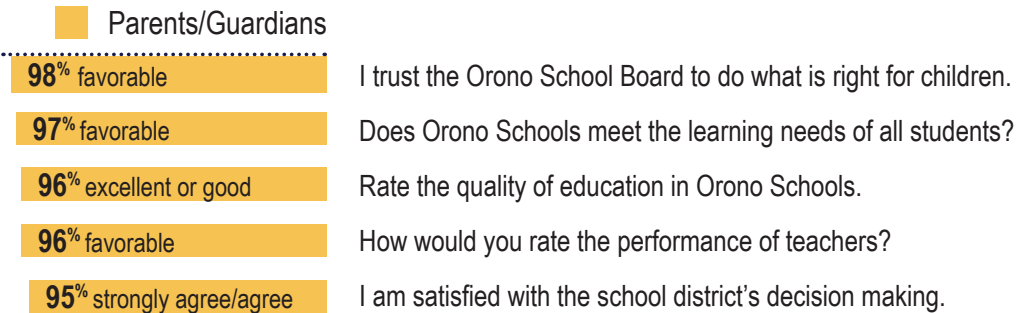 Parents/Guardians
98% favorable I trust the Orono School Board to do what is right for children.
97% favorable Does Orono Schools meet the learning needs of all students?
96% excellent or good Rate the quality of education in Orono Schools.
96% favorable How would you rate the performance of teachers?
95% strongly agree/agree I am satisfied with the school district’s decision making.